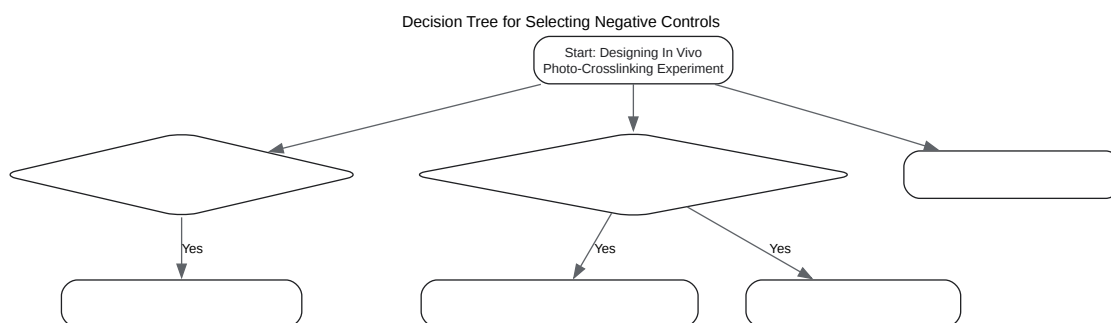 Decision Tree for Selecting Negative Controls
Start: Designing In Vivo
Photo-Crosslinking Experiment
Yes
Yes
Yes